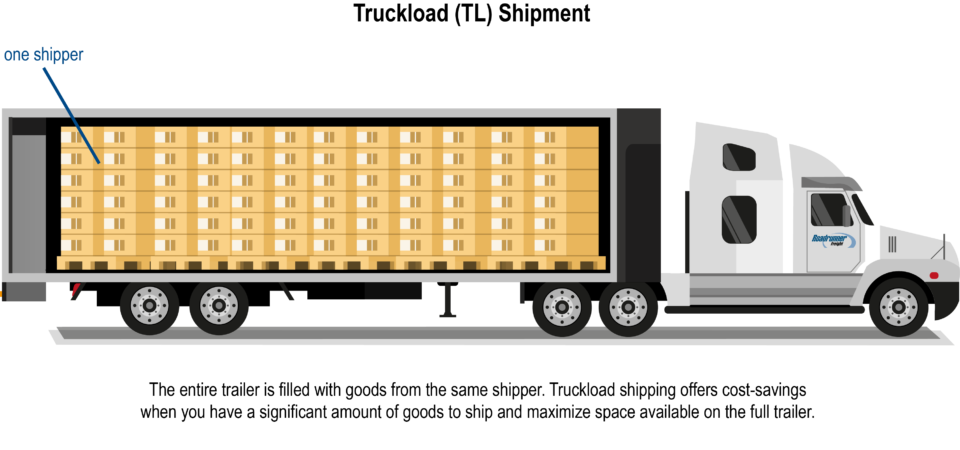 Truckload (TL) Shipment
one shipper
Roadrunner
Freight
The entire trailer is filled with goods from the same shipper. Truckload shipping offers cost-savings
when you have a significant amount of goods to ship and maximize space available on the full trailer.